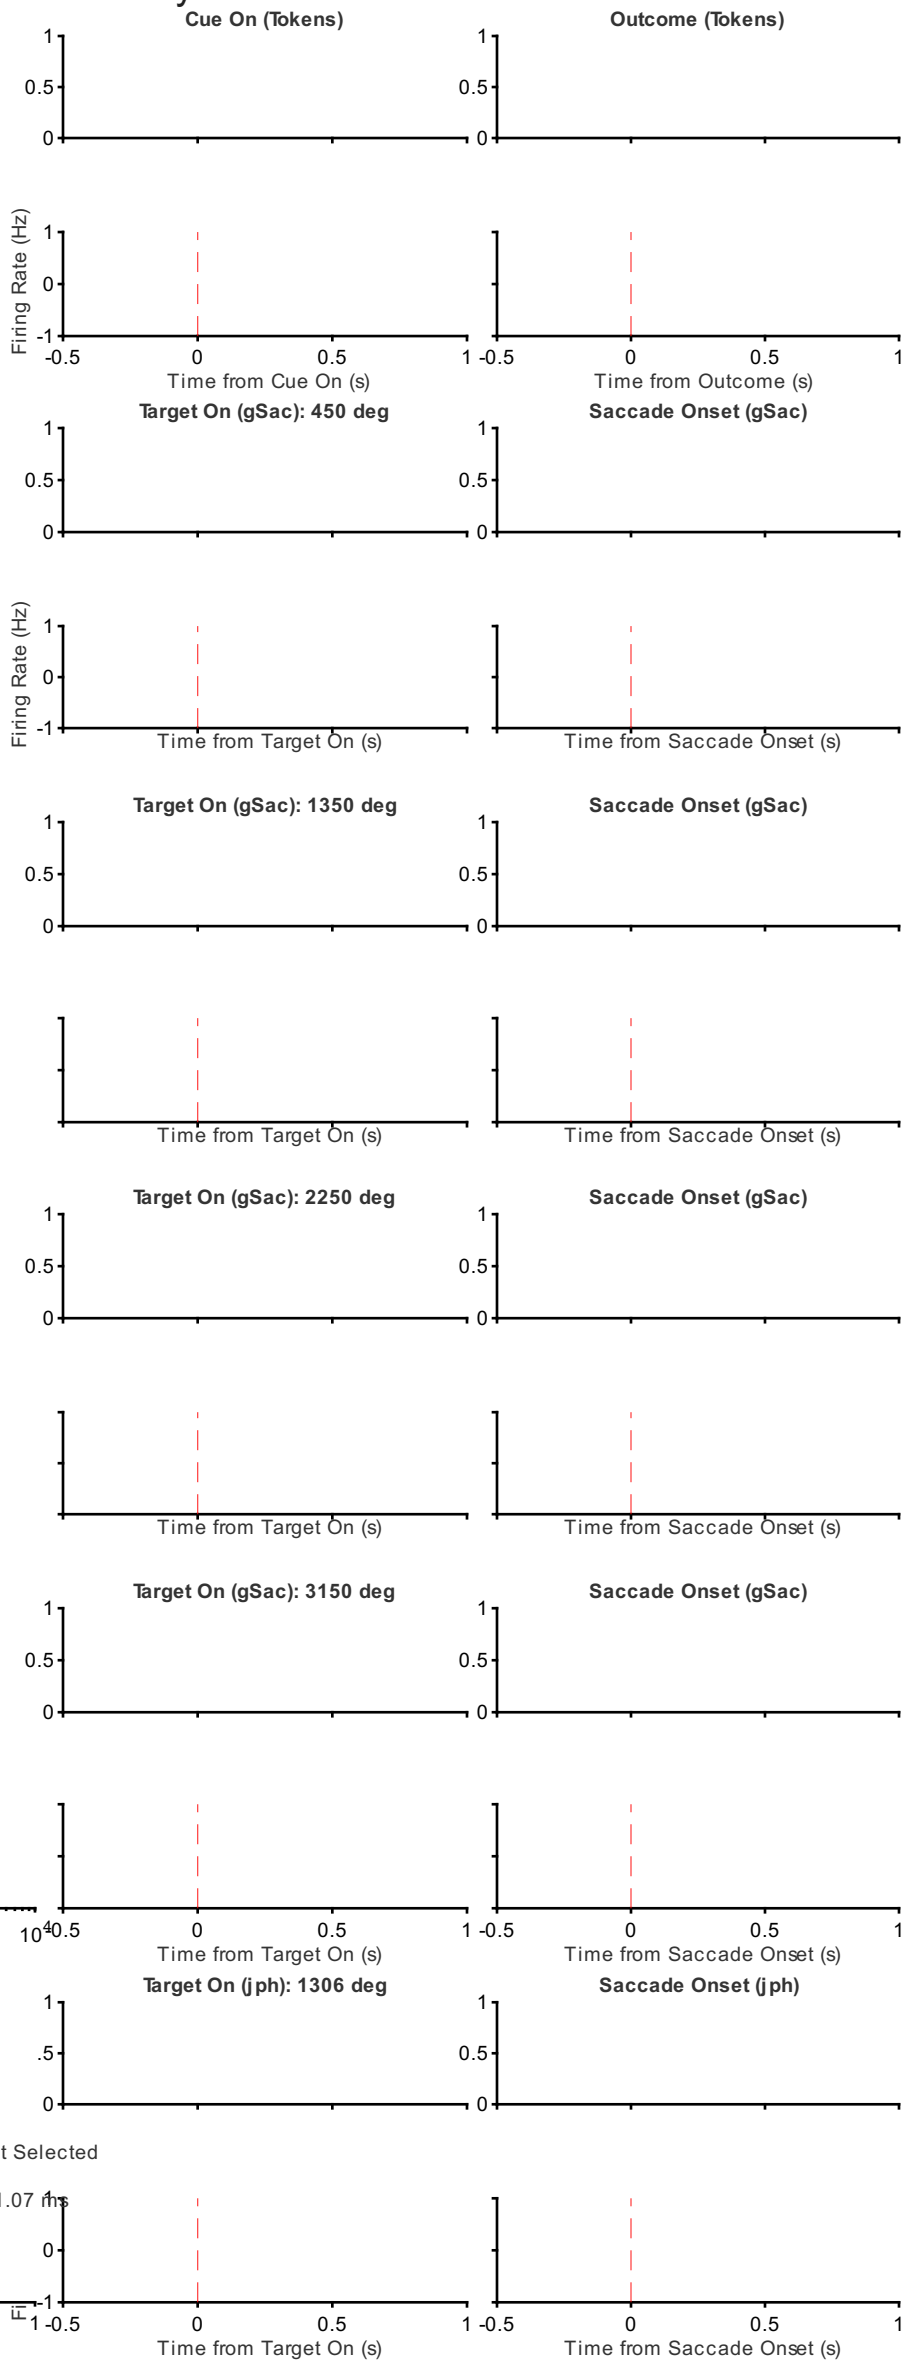 Cue On (Tokens) Outcome (Tokens)
1 1
0.5 0.5
0 0
Firing Rate (Hz)
1
0
-1
-0.5 0 0.5 1 -0.5 0 0.5 1
Time from Cue On (s) Time from Outcome (s)
Target On (gSac): 450 deg Saccade Onset (gSac)
1 1
0.5 0.5
0 0
Firing Rate (Hz)
1
0
-1
Time from Target On (s) Time from Saccade Onset (s)
Target On (gSac): 1350 deg Saccade Onset (gSac)
1 1
0.5 0.5
0 0
Time from Target On (s) Time from Saccade Onset (s)
Target On (gSac): 2250 deg Saccade Onset (gSac)
1 1
0.5 0.5
0 0
Time from Target On (s) Time from Saccade Onset (s)
Target On (gSac): 3150 deg Saccade Onset (gSac)
1 1
0.5 0.5
0 0
10⁴ -0.5 0 0.5 1 -0.5 0 0.5 1
Time from Target On (s) Time from Saccade Onset (s)
Target On (jph): 1306 deg Saccade Onset (jph)
1 1
.5 0.5
0 0
t Selected
.07 ms
1
0
-1
Fi
1 -0.5 0 0.5 1 -0.5 0 0.5 1
Time from Target On (s) Time from Saccade Onset (s)